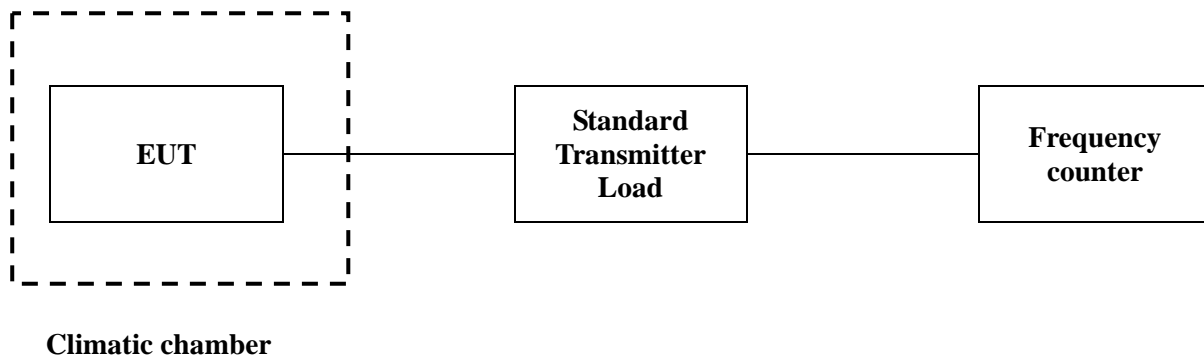 EUT
Standard
Transmitter
Load
Frequency
counter
Climatic chamber